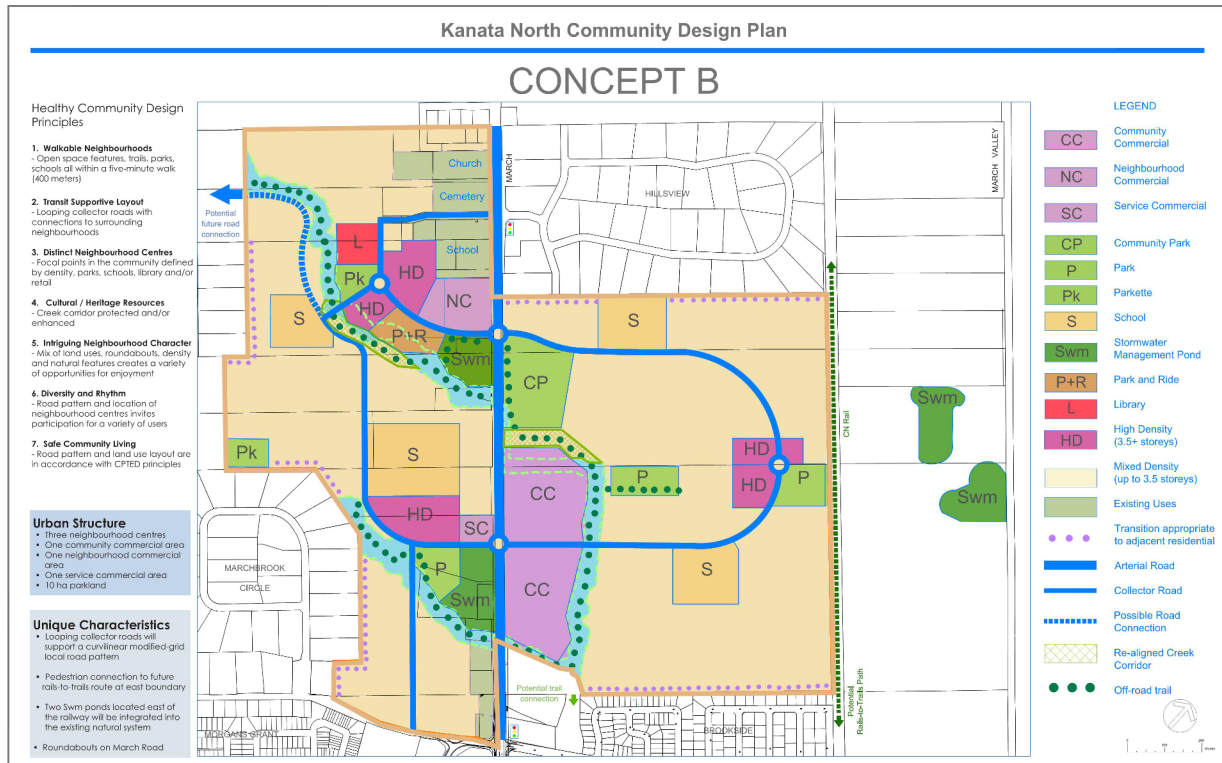 Kanata North Community Design Plan
CONCEPT B
Healthy Community Design
Principles
1. Walkable Neighbourhoods
- Open space features, trails, parks,
schools all within a five-minute walk
(400 meters)
2. Transit Supportive Layout
- Looping collector roads with
connections to surrounding
neighbourhoods
3. Distinct Neighbourhood Centres
- Focal points in the community defined
by density, parks, schools, library and/or
retail
4. Cultural / Heritage Resources
- Creek corridor protected and/or
enhanced
5. Intriguing Neighbourhood Character
- Mix of land uses, roundabouts, density
and natural features creates a variety
of opportunities for enjoyment
6. Diversity and Rhythm
- Road pattern and location of
neighbourhood centres invites
participation for a variety of users
7. Safe Community Living
- Road pattern and land use layout are
in accordance with CPTED principles
Urban Structure
• Three neighbourhood centres
• One community commercial area
• One neighbourhood commercial
area
• One service commercial area
• 10 ha parkland
Unique Characteristics
• Looping collector roads will
support a curvilinear modified-grid
local road pattern
• Pedestrian connection to future
rails-to-trails route at east boundary
• Two Swm ponds located east of
the railway will be integrated into
the existing natural system
• Roundabouts on March Road
Church
Cemetery
School
MARCH
HILLSVIEW
MARCH VALLEY
Potential
future road
connection
L
Pk
HD
HD
NC
S
P+R
Swm
S
CP
CN Rail
Swm
Swm
Pk
S
HD
SC
CC
P
HD
HD
P
MARCHBROOK
CIRCLE
P
Swm
CC
S
Potential trail
connection
Potential
Rails-to-Trails Path
MORGANS GRANT
BROOKSIDE
LEGEND
CC
Community
Commercial
NC
Neighbourhood
Commercial
SC
Service Commercial
CP
Community Park
P
Park
Pk
Parkette
S
School
Swm
Stormwater
Management Pond
P+R
Park and Ride
L
Library
HD
High Density
(3.5+ storeys)
Mixed Density
(up to 3.5 storeys)
Existing Uses
Transition appropriate
to adjacent residential
Arterial Road
Collector Road
Possible Road
Connection
Re-aligned Creek
Corridor
Off-road trail